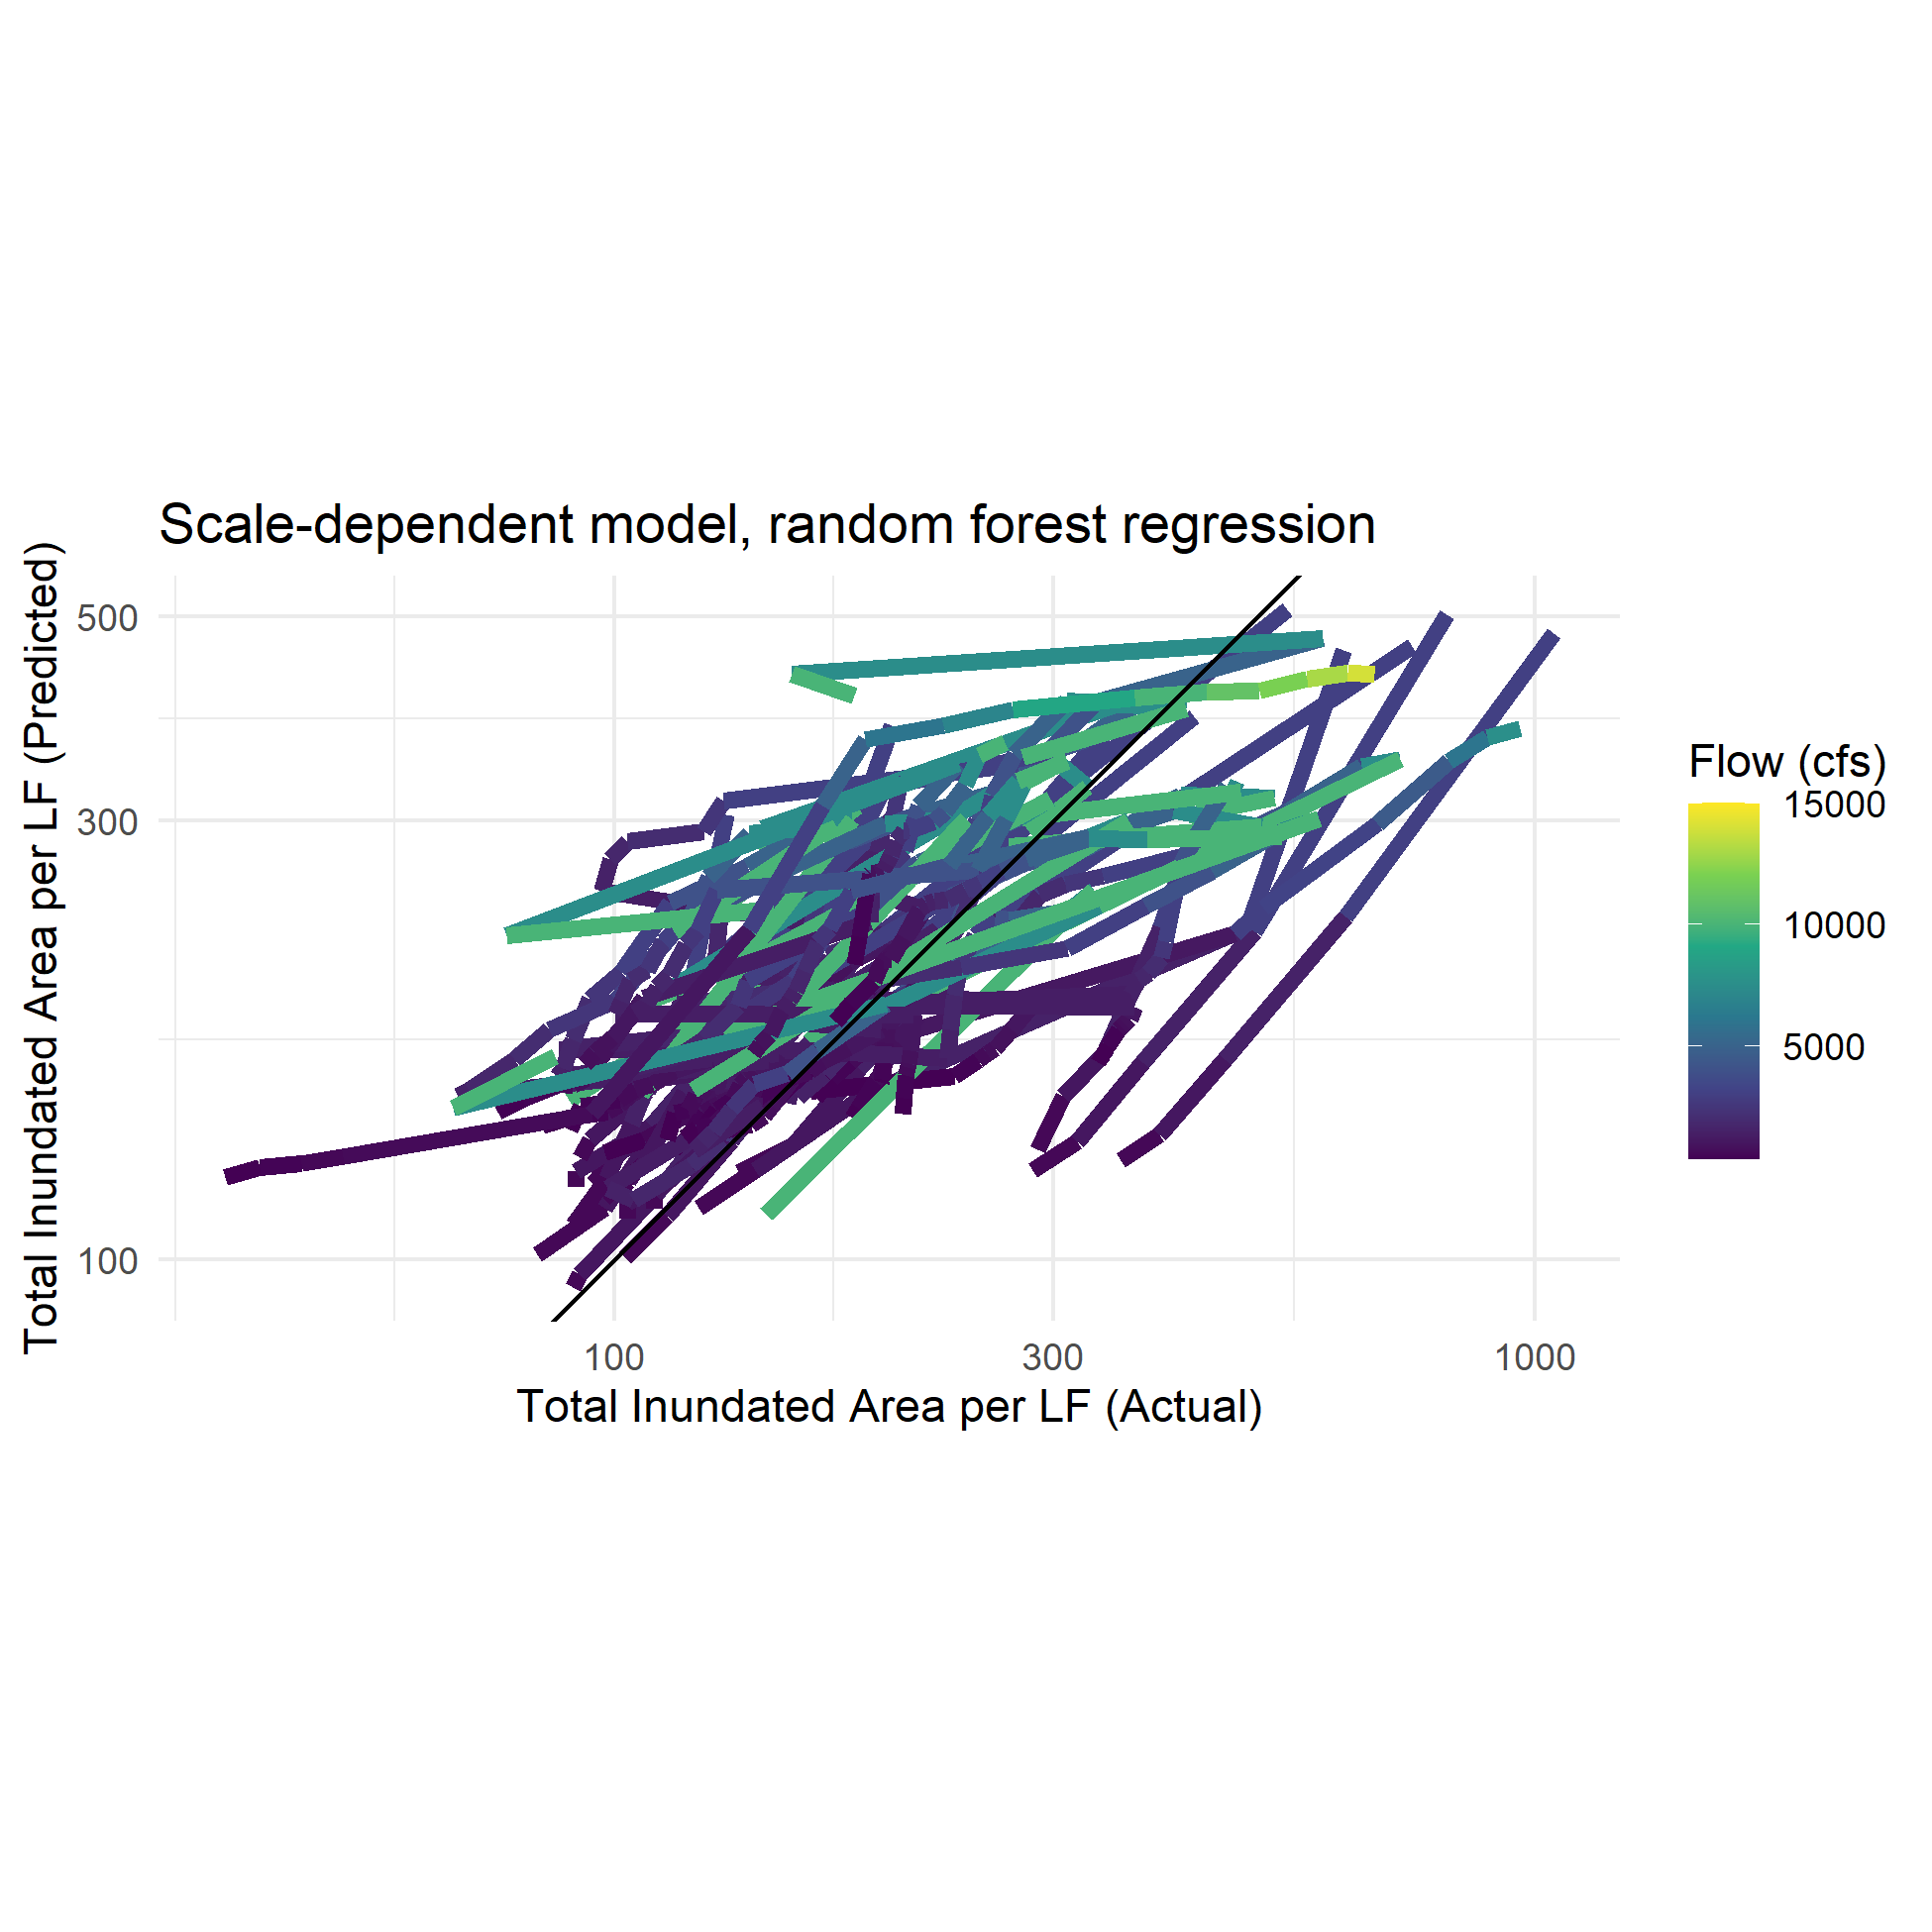 Scale-dependent model, random forest regression
Total Inundated Area per LF (Predicted)
500
300
100
100
300
1000
Total Inundated Area per LF (Actual)
Flow (cfs)
15000
10000
5000